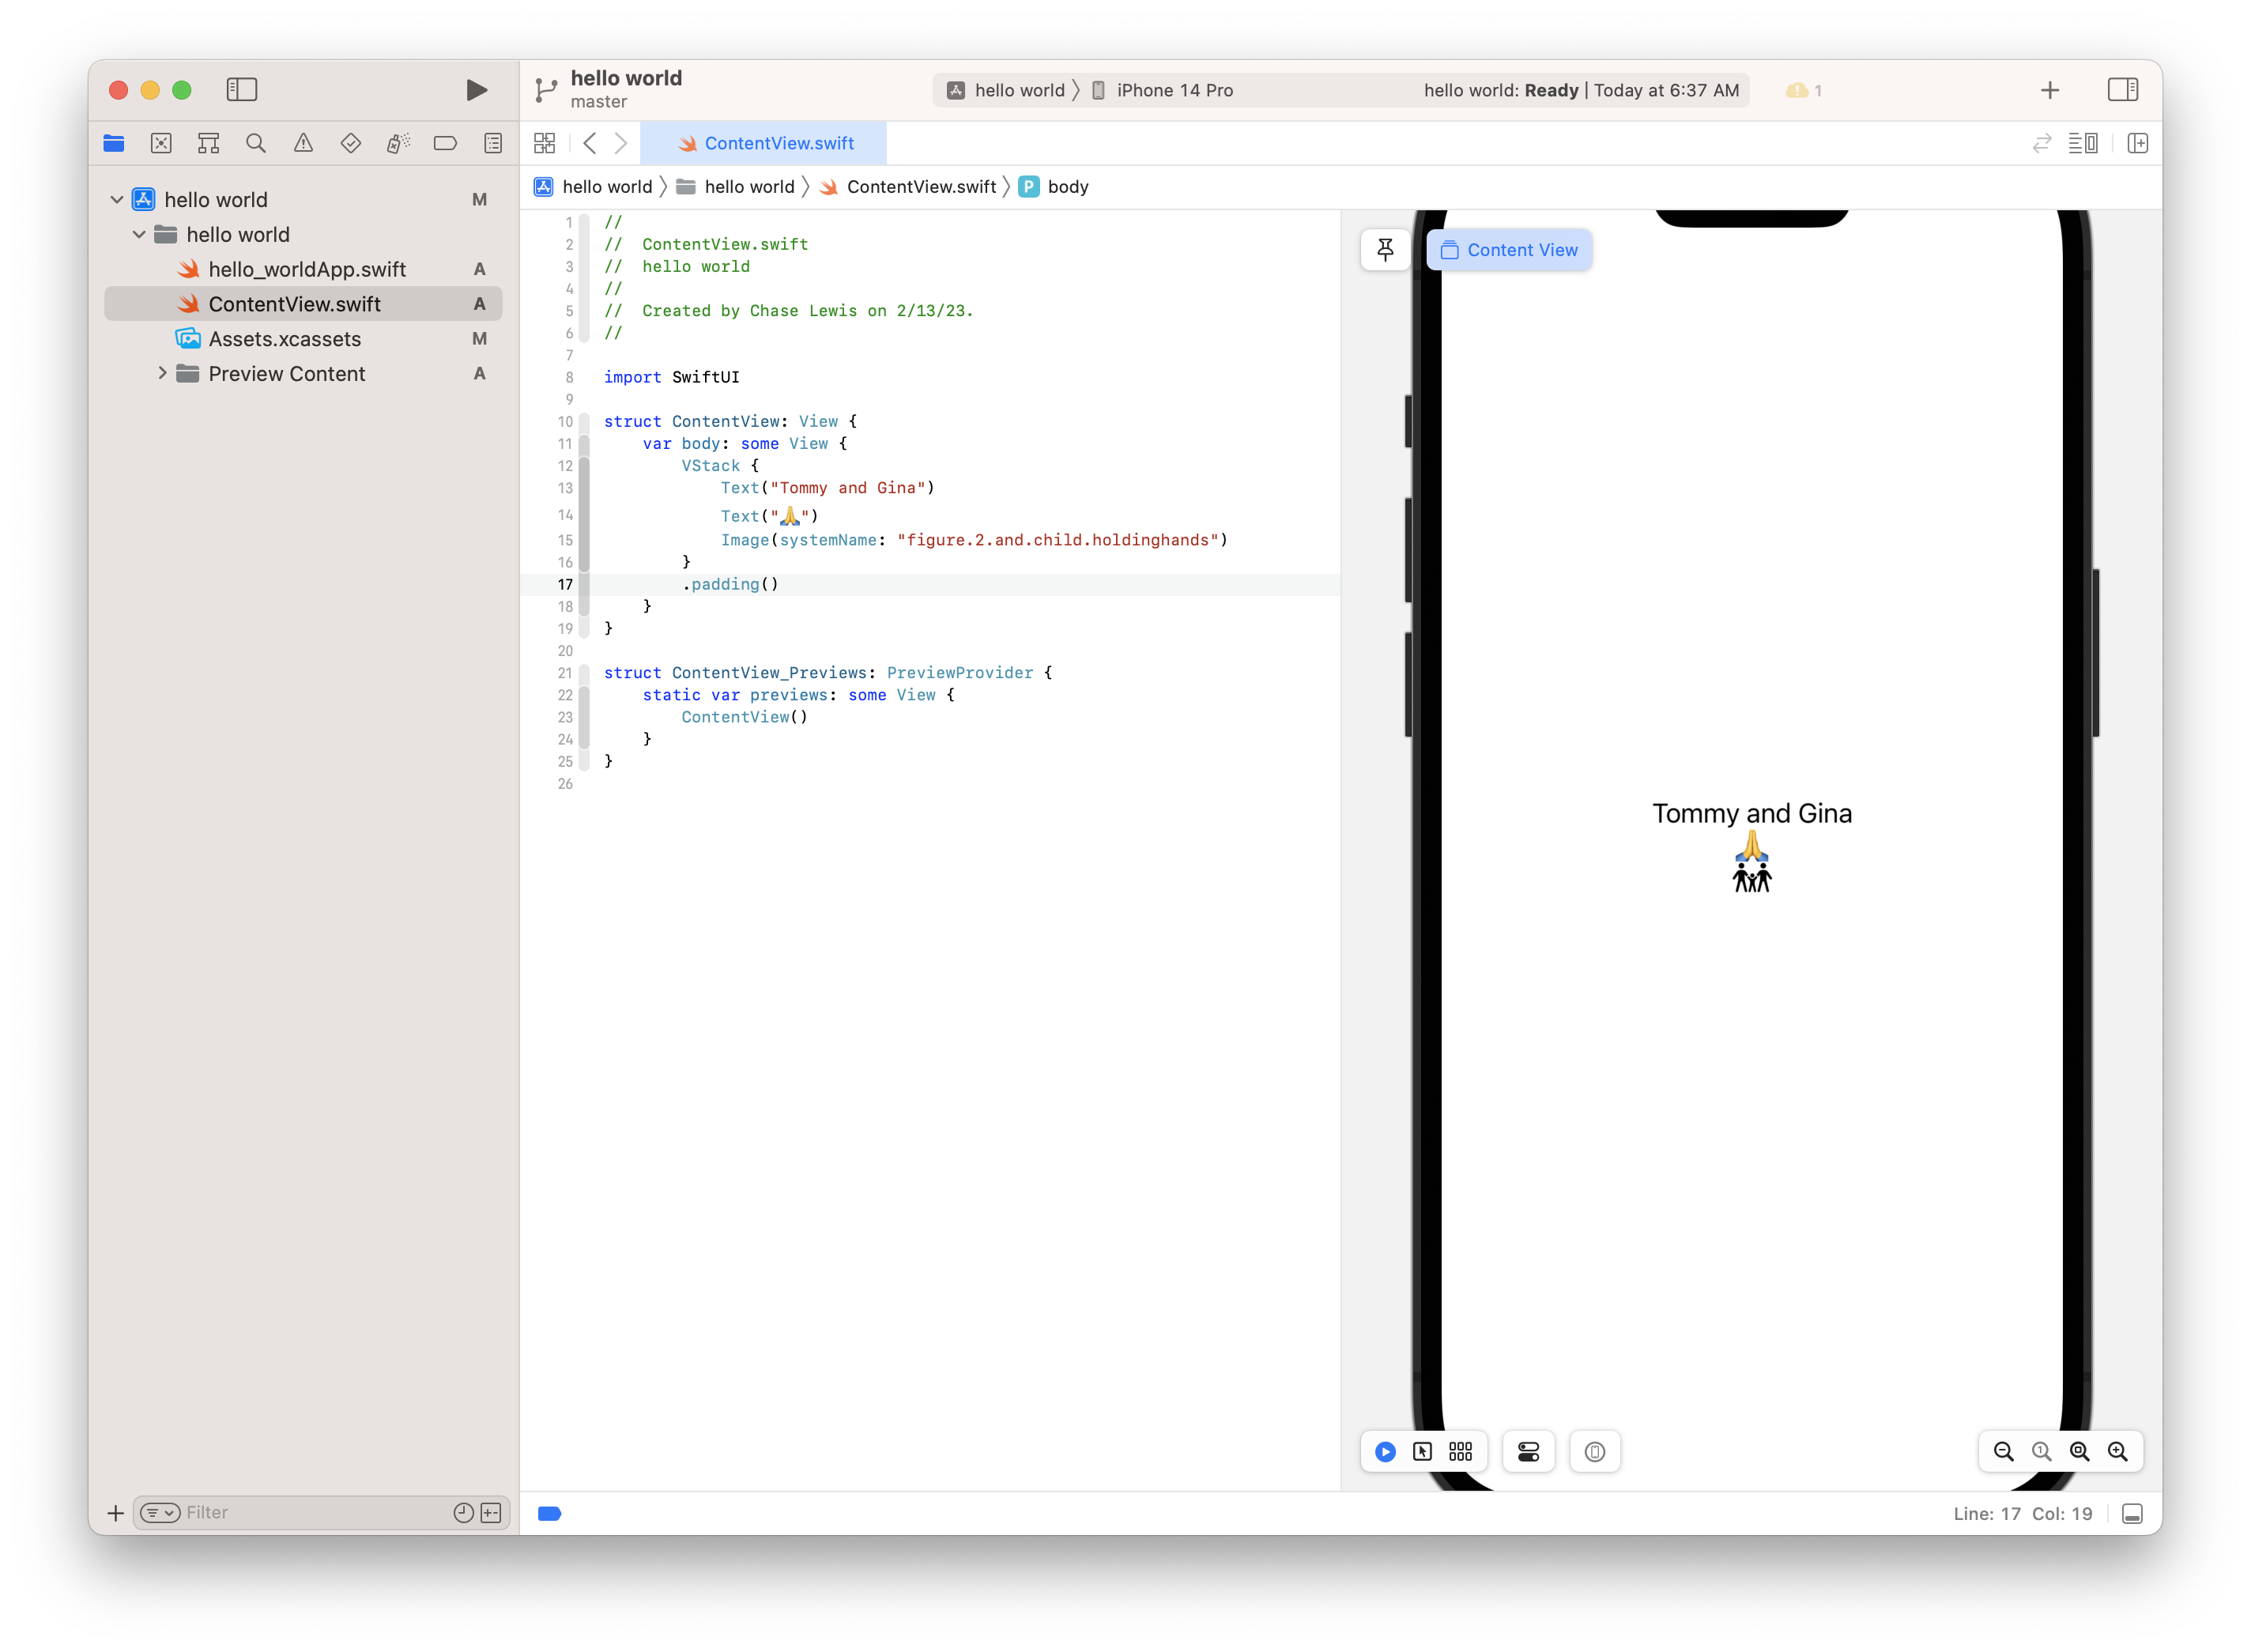 hello world
master
hello world
iPhone 14 Pro
hello world: Ready | Today at 6:37 AM
1
ContentView.swift
hello world M
hello world
hello_worldApp.swift A
ContentView.swift A
Assets.xcassets M
Preview Content A
hello world
hello world
ContentView.swift
P body
1 //
2 //  ContentView.swift
3 //  hello world
4 //
5 //  Created by Chase Lewis on 2/13/23.
6 //
7
8 import SwiftUI
9
10 struct ContentView: View {
11     var body: some View {
12         VStack {
13             Text("Tommy and Gina")
14             Text("🙏")
15             Image(systemName: "figure.2.and.child.holdinghands")
16         }
17         .padding()
18     }
19 }
20
21 struct ContentView_Previews: PreviewProvider {
22     static var previews: some View {
23         ContentView()
24     }
25 }
26
Content View
Tommy and Gina
🙏
Filter
Line: 17 Col: 19